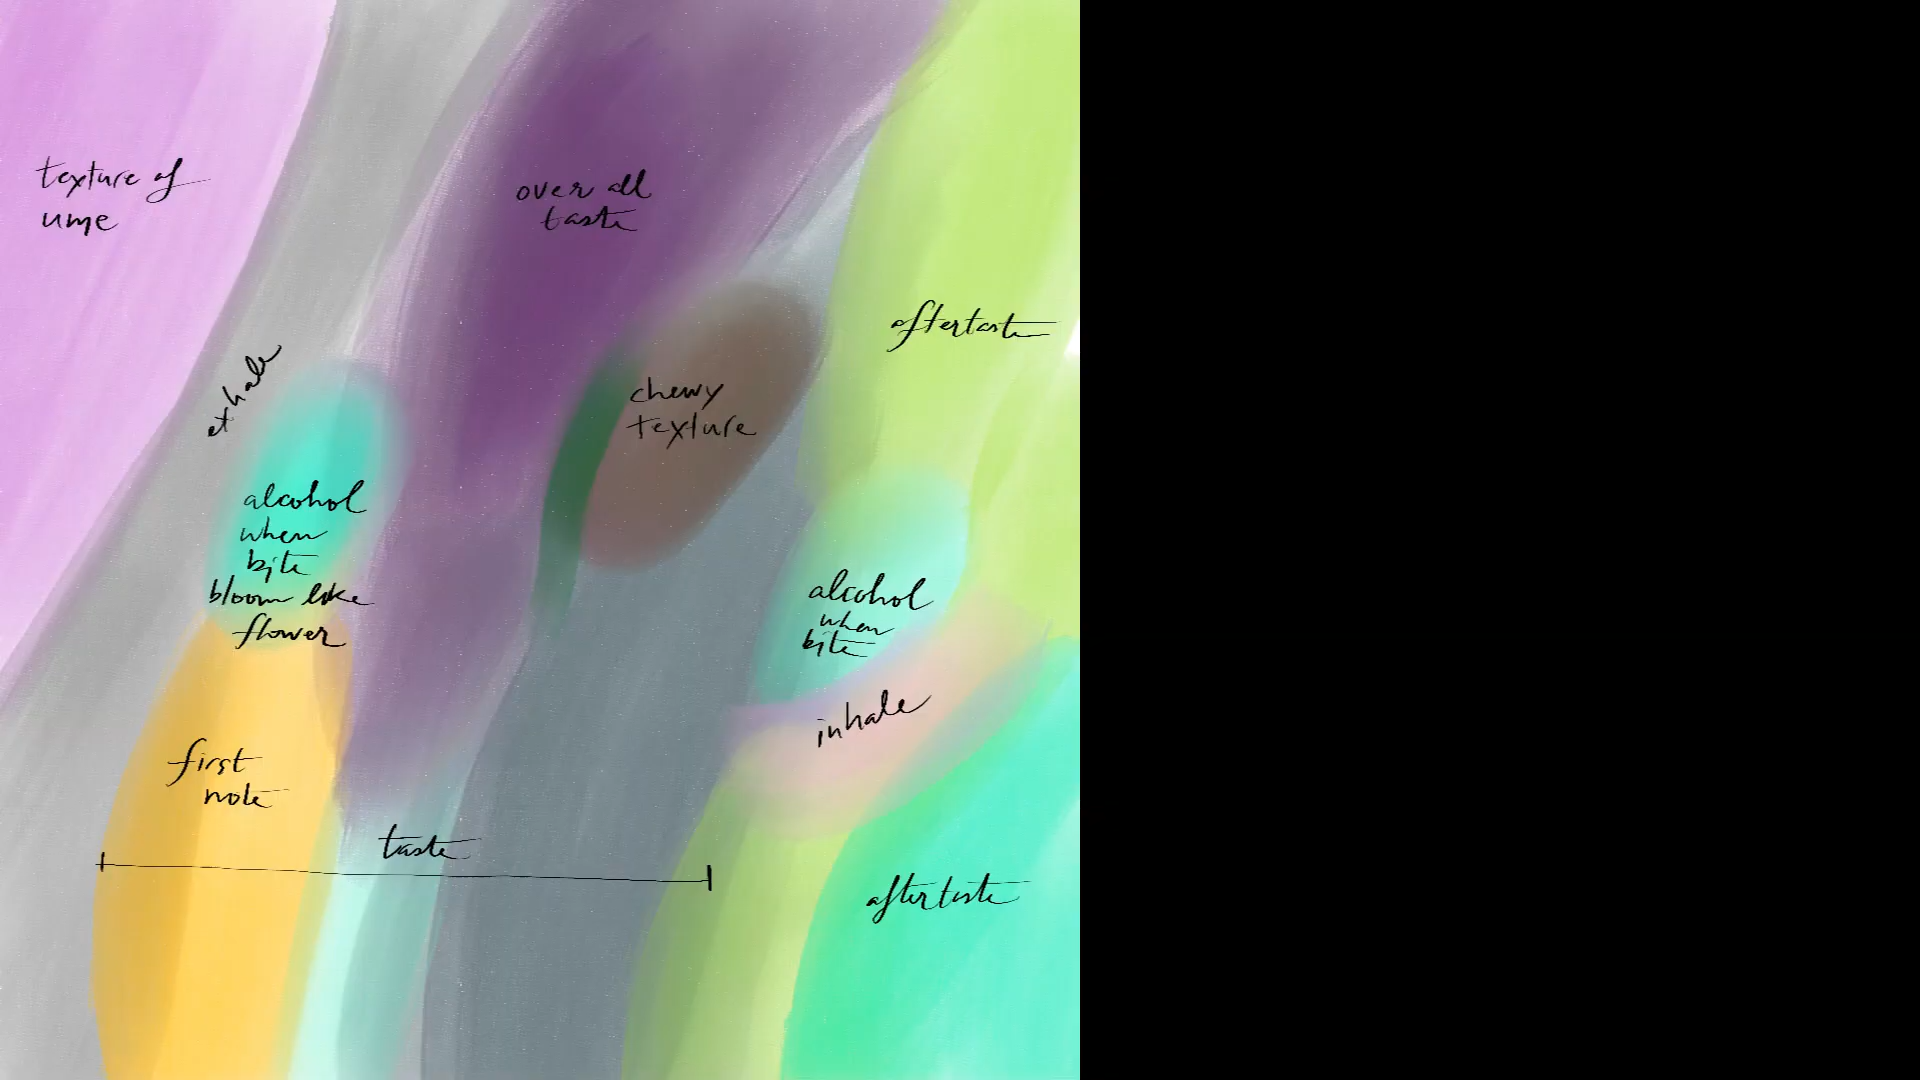 texture of
ume
over all
taste
aftertaste
exhale
chewy
texture
alcohol
when
bite
bloom like
flower
alcohol
when
bite
inhale
first
note
taste
aftertaste